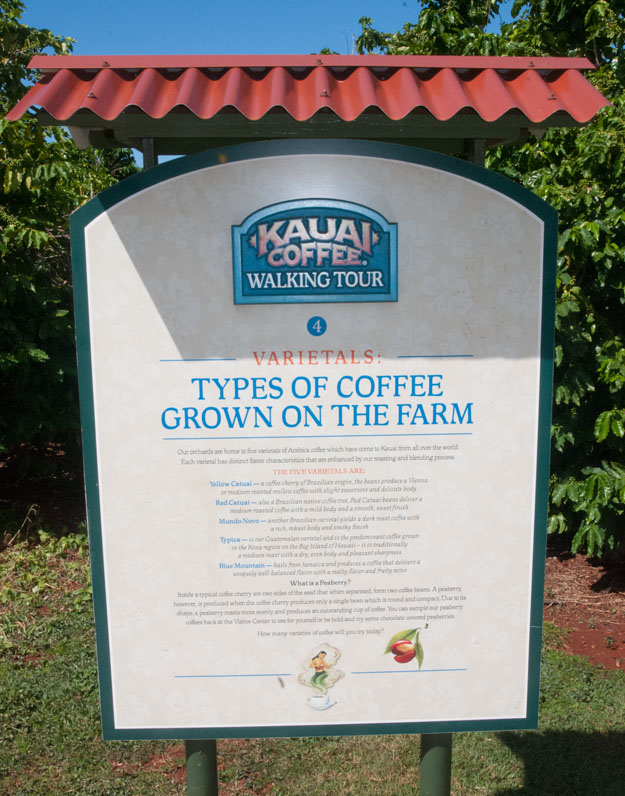 KAUAI
COFFEE®
WALKING TOUR
4
VARIETALS:
TYPES OF COFFEE
GROWN ON THE FARM
Our orchards are home to five varietals of Arabica coffee which have come to Kauai from all over the world.
Each varietal has distinct flavor characteristics that are enhanced by our roasting and blending process.
THE FIVE VARIETALS ARE:
Yellow Catuai — a coffee cherry of Brazilian origin, the beans produce a Vienna
or medium roasted mellow coffee with slight sweetness and delicate body
Red Catuai — also a Brazilian native coffee tree, Red Catuai beans deliver a
medium roasted coffee with a mild body and a smooth, sweet finish
Mundo Novo — another Brazilian varietal yields a dark roast coffee with
a rich, robust body and smoky finish
Typica — is our Guatemalan varietal and is the predominant coffee grown
in the Kona region on the Big Island of Hawaii – it is traditionally
a medium roast with a dry, even body and pleasant sharpness
Blue Mountain — hails from Jamaica and produces a coffee that delivers a
uniquely well-balanced flavor with a malty flavor and fruity notes
What is a Peaberry?
Inside a typical coffee cherry are two sides of the seed that when separated, form two coffee beans. A peaberry,
however, is produced when the coffee cherry produces only a single bean which is round and compact. Due to its
shape, a peaberry roasts more evenly and produces an outstanding cup of coffee. You can sample our peaberry
coffees back at the Visitor Center to see for yourself or be bold and try some chocolate covered peaberries.
How many varieties of coffee will you try today?